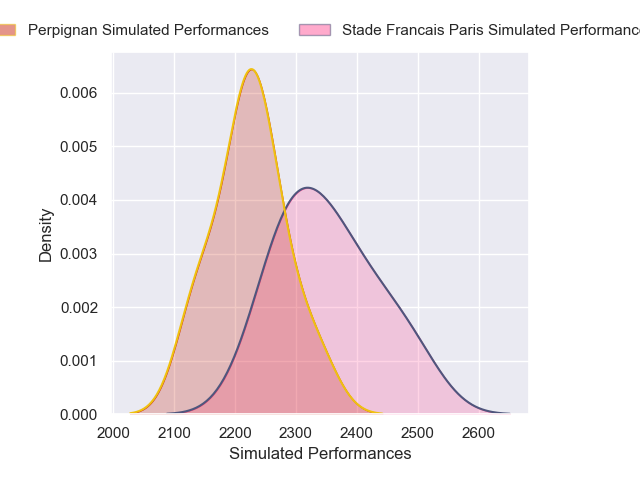 Perpignan Simulated Performances
Stade Francais Paris Simulated Performanc
0.006
0.005
0.004
0.003
0.002
0.001
0.000
Density
2000 2100 2200 2300 2400 2500 2600
Simulated Performances